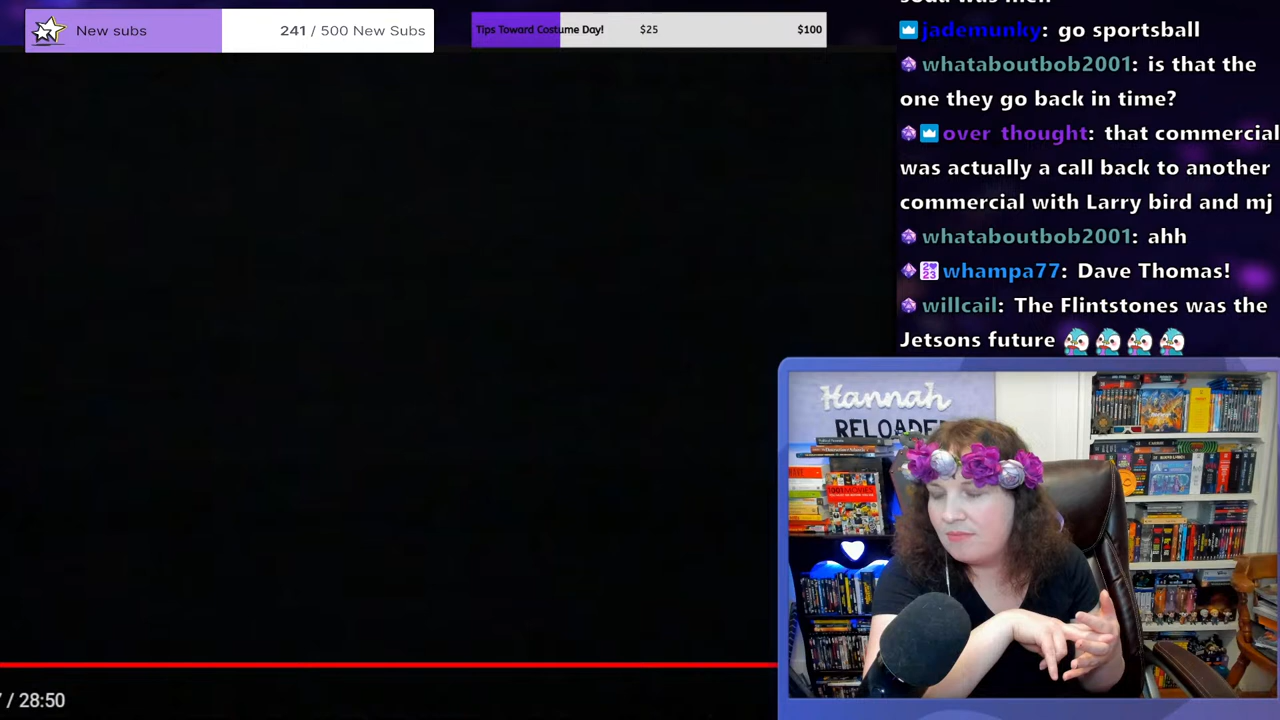 New subs
241 / 500 New Subs
Tips Toward Costume Day!
$25
$100
jademunky: go sportsball
whataboutbob2001: is that the
one they go back in time?
over thought: that commercial
was actually a call back to another
commercial with Larry bird and mj
whataboutbob2001: ahh
whampa77: Dave Thomas!
willcail: The Flintstones was the
Jetsons future
Hannah
RELOADED
1001 MOVIES
/ 28:50